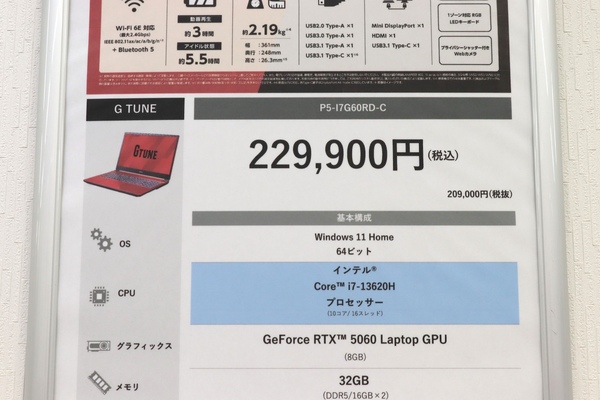 Wi-Fi 6E 対応
(最大2.4Gbps)
IEEE 802.11ax/ac/a/b/g/n
+ Bluetooth 5
動画再生
約3時間
アイドル状態
約5.5時間
約2.19kg
幅：361mm
奥行：248mm
高さ：26.3mm
USB2.0 Type-A ×1
USB3.0 Type-A ×1
USB3.1 Type-A ×1
USB3.1 Type-C ×1
Mini DisplayPort ×1
HDMI ×1
USB3.1 Type-C ×1
1ゾーン対応 RGB
LEDキーボード
プライバシーシャッター付き
Webカメラ
G TUNE
P5-I7G60RD-C
GTUNE
229,900円(税込)
209,000円(税抜)
基本構成
OS
Windows 11 Home
64ビット
CPU
インテル®
Core™ i7-13620H
プロセッサー
(10コア/ 16スレッド)
グラフィックス
GeForce RTX™ 5060 Laptop GPU
(8GB)
メモリ
32GB
(DDR5/16GB×2)